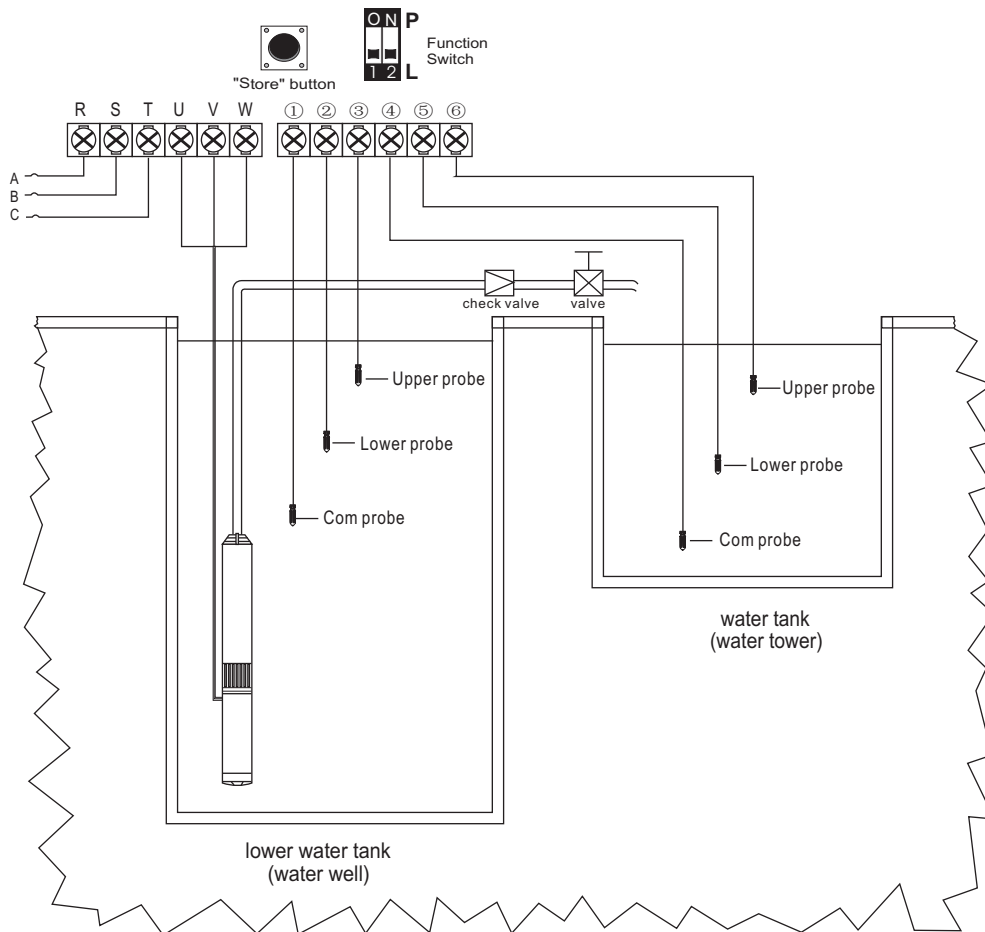 ON P
Function
Switch
1 2 L
"Store" button
R S T U V W ① ② ③ ④ ⑤ ⑥
A
B
C
check valve
valve
Upper probe
Upper probe
Lower probe
Lower probe
Com probe
Com probe
water tank
(water tower)
lower water tank
(water well)